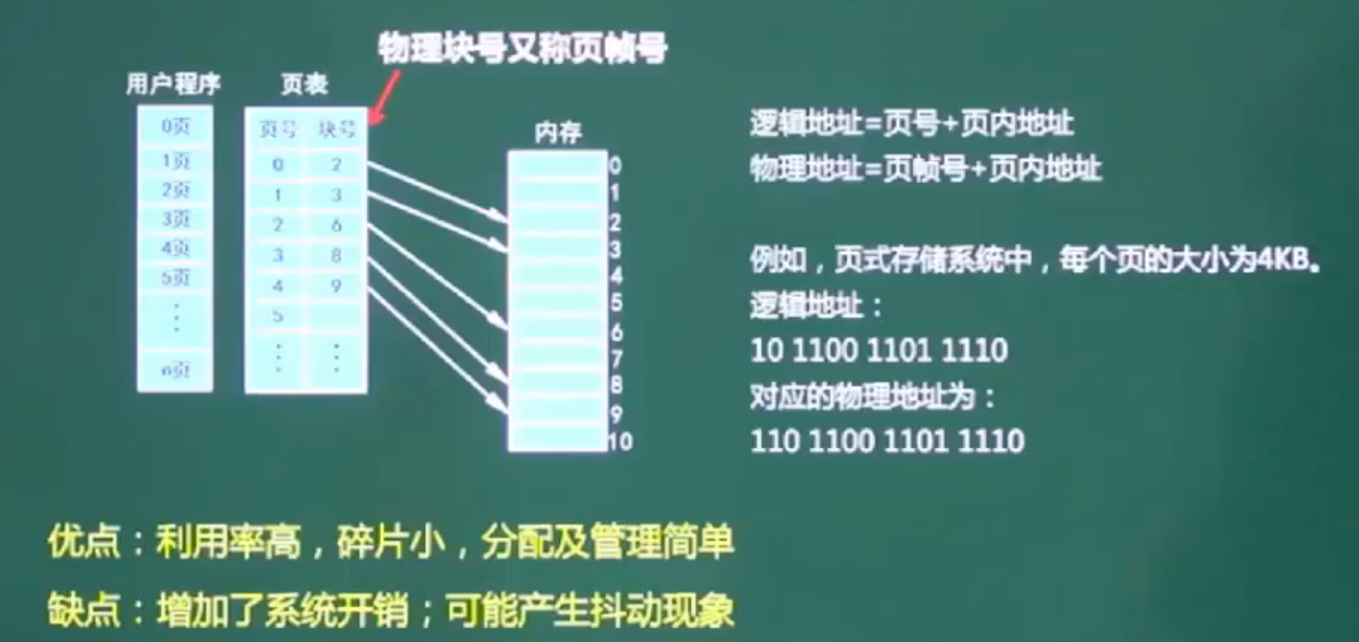 物理块号又称页帧号
用户程序
0页
1页
2页
3页
4页
5页
⋮
n页
页表
页号 块号
0 2
1 3
2 6
3 8
4 9
5
⋮ ⋮
内存
0
1
2
3
4
5
6
7
8
9
10
逻辑地址=页号+页内地址
物理地址=页帧号+页内地址
例如，页式存储系统中，每个页的大小为4KB。
逻辑地址：
10 1100 1101 1110
对应的物理地址为：
110 1100 1101 1110
优点：利用率高，碎片小，分配及管理简单
缺点：增加了系统开销；可能产生抖动现象